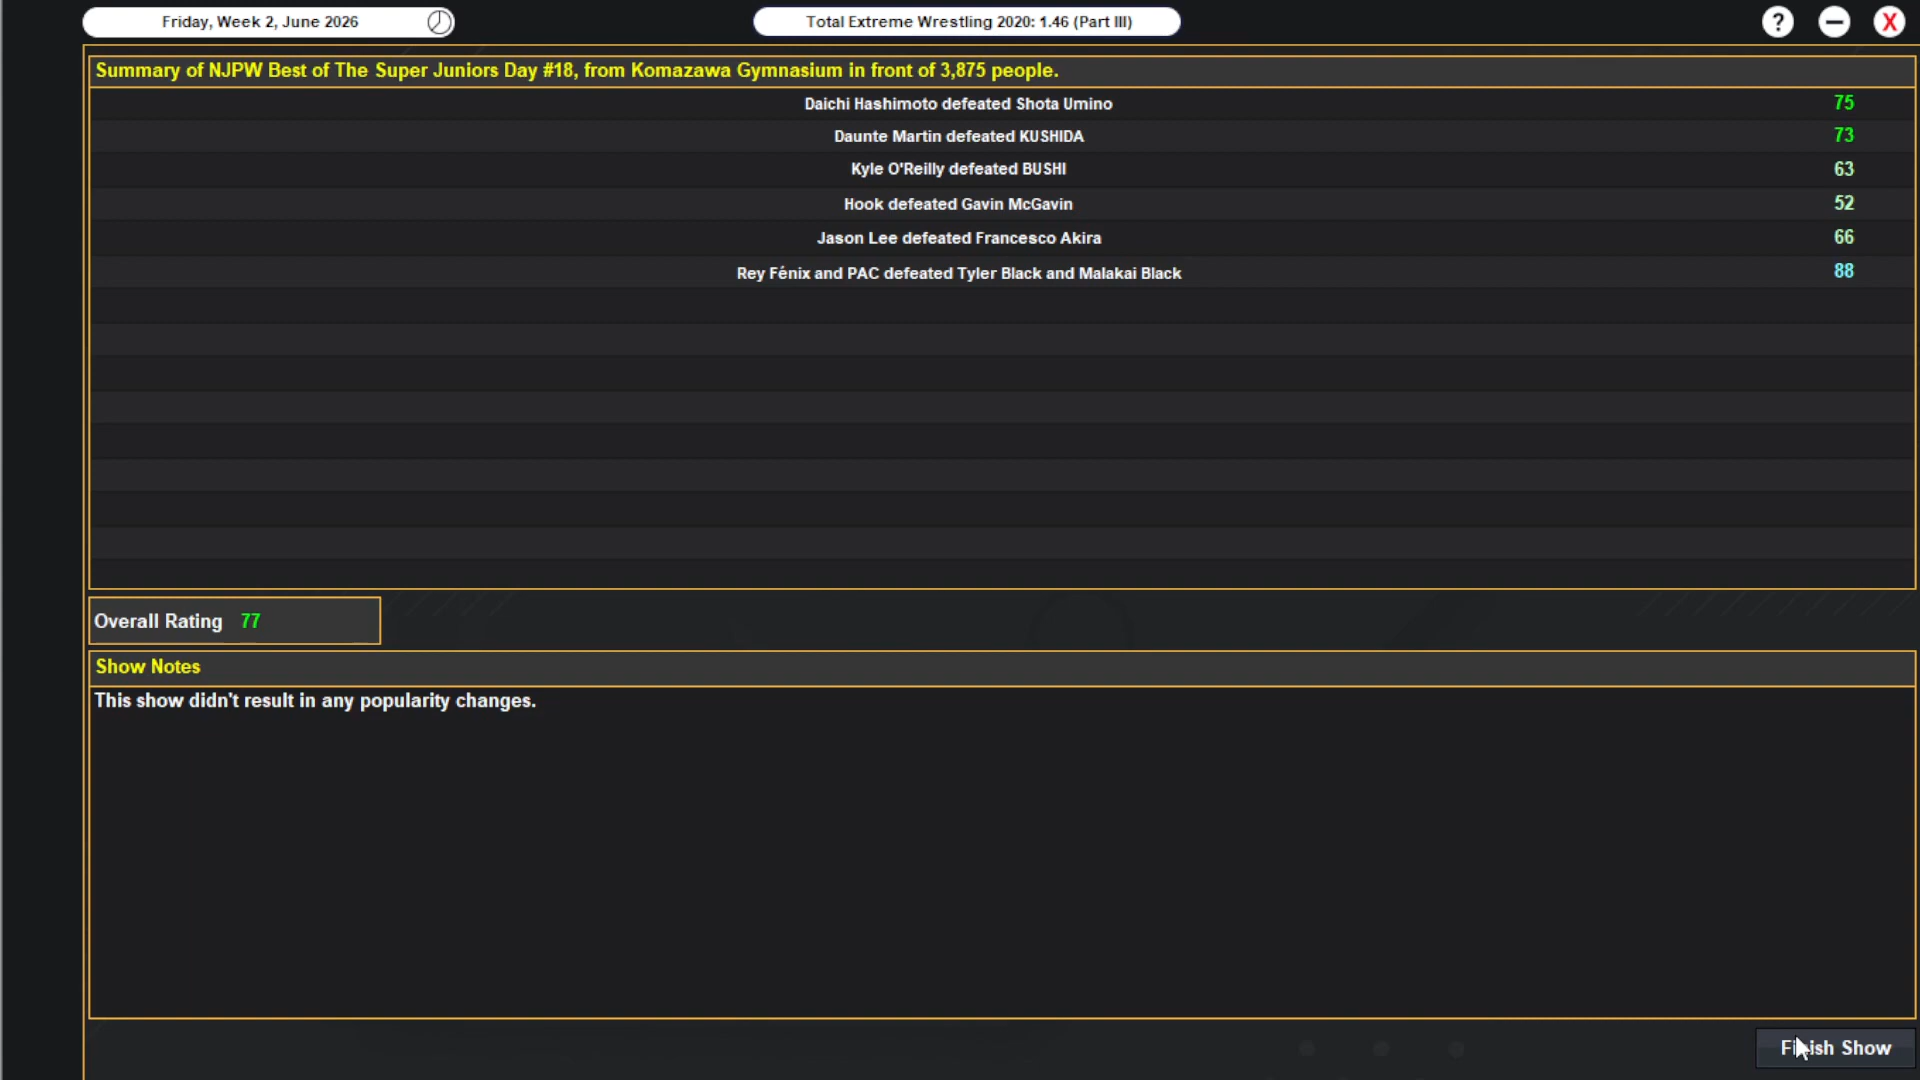 Friday, Week 2, June 2026
Total Extreme Wrestling 2020: 1.46 (Part III)
?
X
Summary of NJPW Best of The Super Juniors Day #18, from Komazawa Gymnasium in front of 3,875 people.
Daichi Hashimoto defeated Shota Umino 75
Daunte Martin defeated KUSHIDA 73
Kyle O'Reilly defeated BUSHI 63
Hook defeated Gavin McGavin 52
Jason Lee defeated Francesco Akira 66
Rey Fénix and PAC defeated Tyler Black and Malakai Black 88
Overall Rating 77
Show Notes
This show didn't result in any popularity changes.
Finish Show